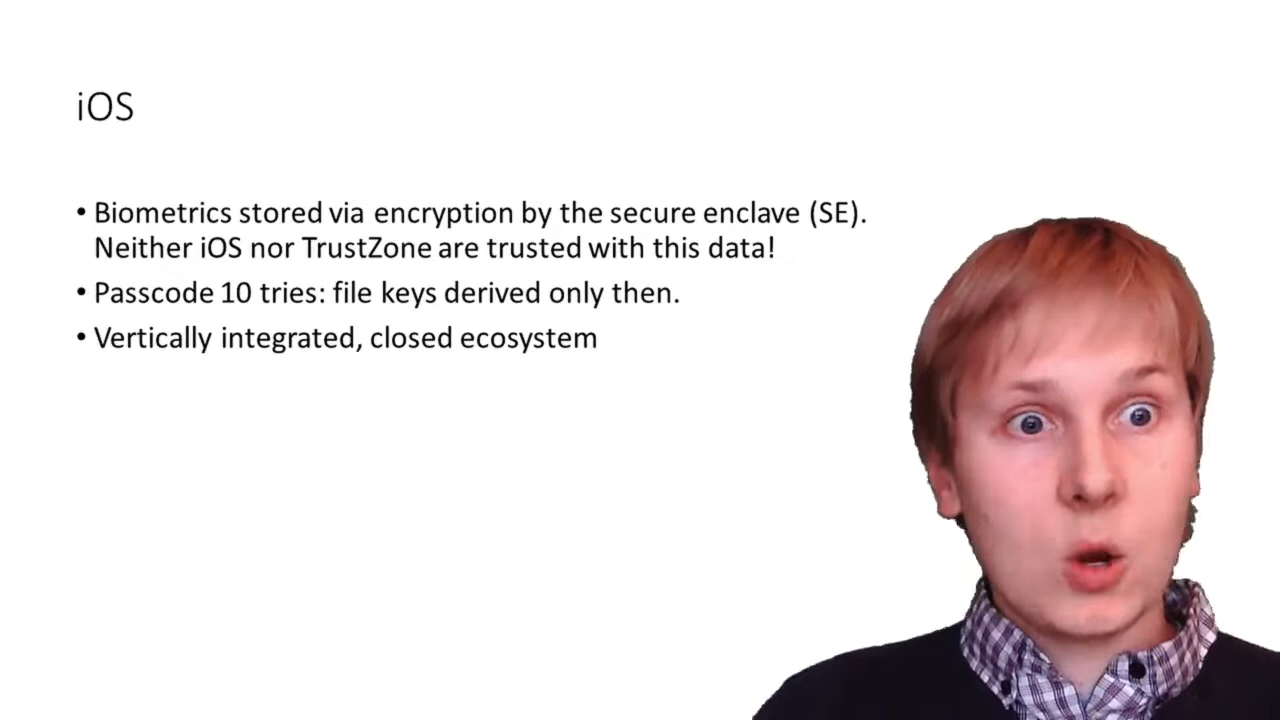 iOS
• Biometrics stored via encryption by the secure enclave (SE).
Neither iOS nor TrustZone are trusted with this data!
• Passcode 10 tries: file keys derived only then.
• Vertically integrated, closed ecosystem